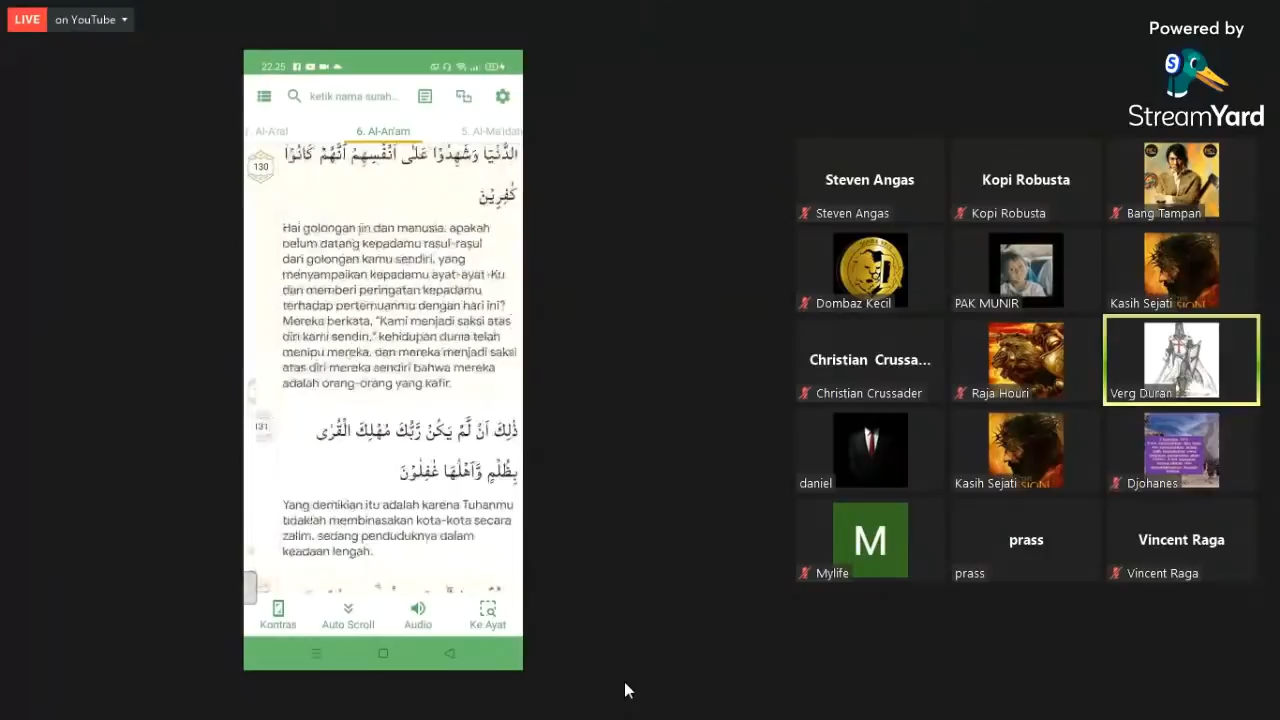 LIVE on YouTube
Powered by
StreamYard
22.25
ketik nama surah...
Al-A'raf 6. Al-An'am 5. Al-Ma'idah
الدُّنْيَا وَشَهِدُوْا عَلٰٓى اَنْفُسِهِمْ اَنَّهُمْ كَانُوْا
130
كٰفِرِيْنَ
Hai golongan jin dan manusia, apakah
belum datang kepadamu rasul-rasul
dari golongan kamu sendiri, yang
menyampaikan kepadamu ayat-ayat-Ku
dan memberi peringatan kepadamu
terhadap pertemuanmu dengan hari ini?
Mereka berkata, "Kami menjadi saksi atas
diri kami sendiri," kehidupan dunia telah
menipu mereka, dan mereka menjadi saksi
atas diri mereka sendiri bahwa mereka
adalah orang-orang yang kafir.
131
ذٰلِكَ اَنْ لَّمْ يَكُنْ رَّبُّكَ مُهْلِكَ الْقُرٰى
بِظُلْمٍ وَّاَهْلُهَا غٰفِلُوْنَ
Yang demikian itu adalah karena Tuhanmu
tidaklah membinasakan kota-kota secara
zalim, sedang penduduknya dalam
keadaan lengah.
Kontras Auto Scroll Audio Ke Ayat
Steven Angas Kopi Robusta
Steven Angas Kopi Robusta Bang Tampan
Dombaz Kecil PAK MUNIR Kasih Sejati
Christian Crussa...
Christian Crussader Raja Houri Verg Duran
daniel Kasih Sejati Djohanes
M prass Vincent Raga
Mylife prass Vincent Raga